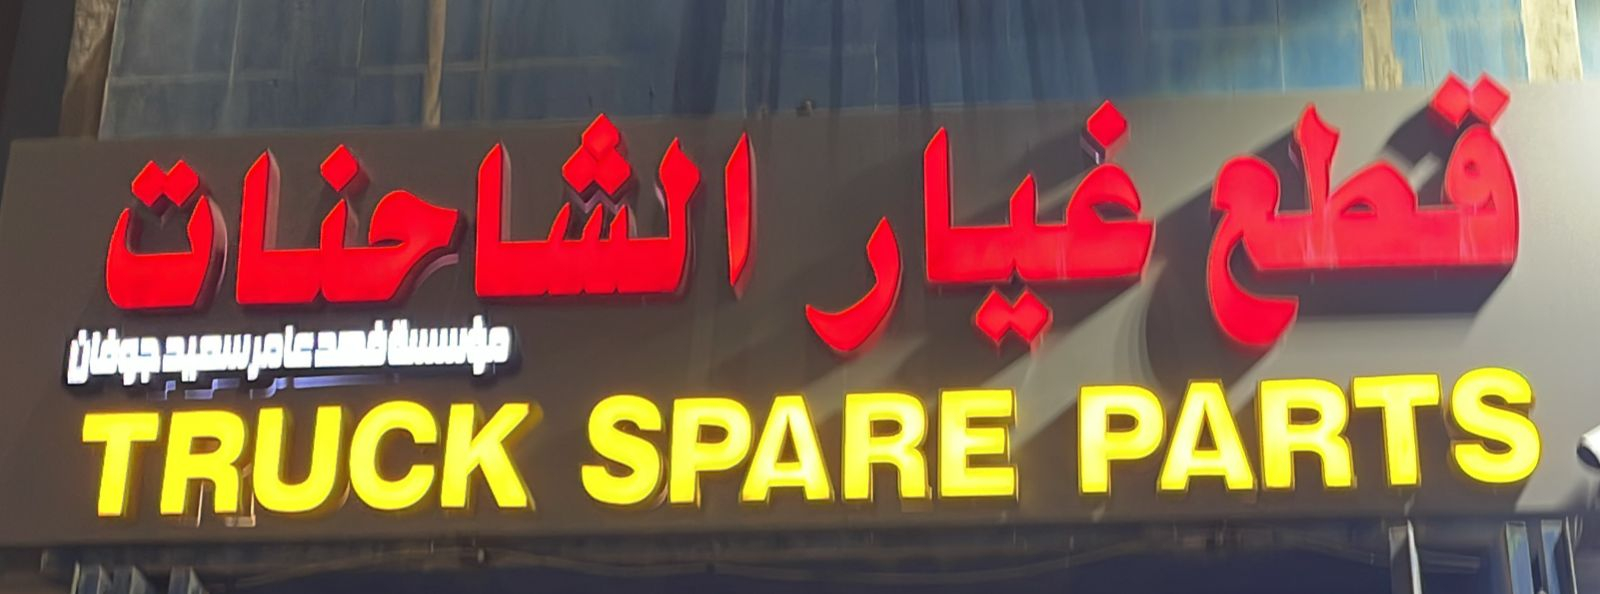 قطع غيار الشاحنات
مؤسسة فهد عامر سعيد جوفان
TRUCK SPARE PARTS